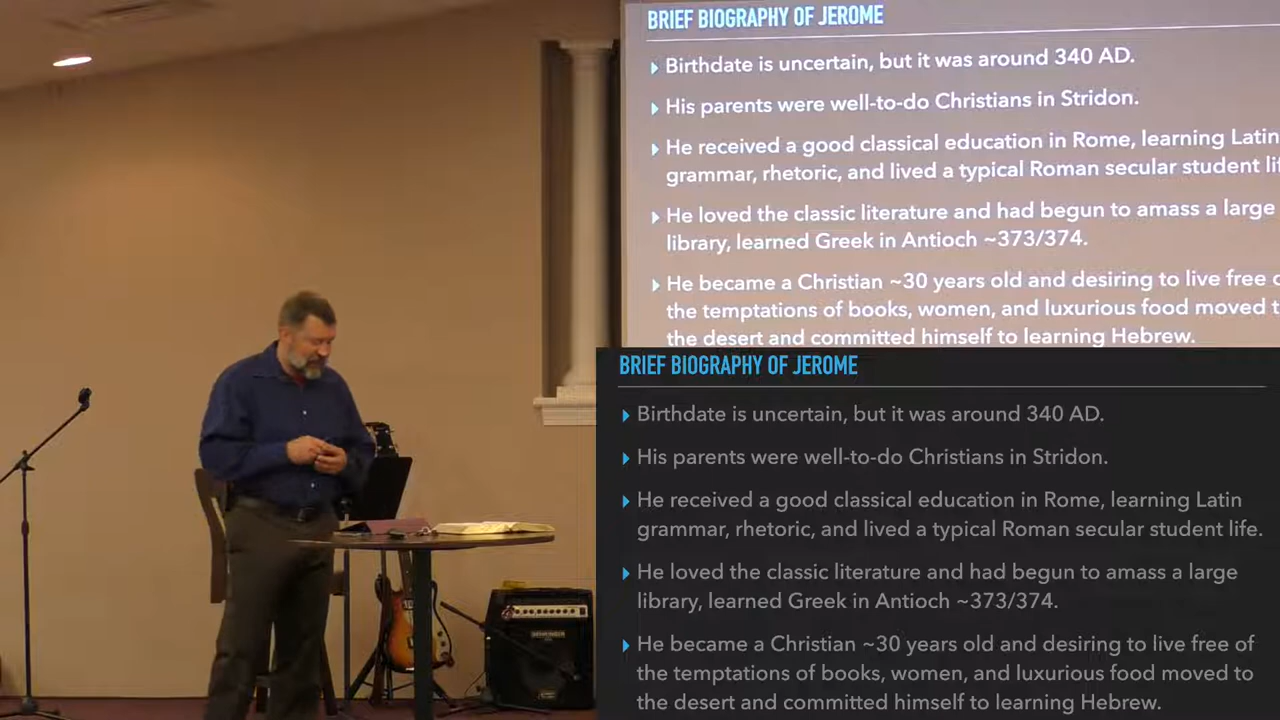 BRIEF BIOGRAPHY OF JEROME
Birthdate is uncertain, but it was around 340 AD.
His parents were well-to-do Christians in Stridon.
He received a good classical education in Rome, learning Latin
grammar, rhetoric, and lived a typical Roman secular student li
He loved the classic literature and had begun to amass a large
library, learned Greek in Antioch ~373/374.
He became a Christian ~30 years old and desiring to live free
the temptations of books, women, and luxurious food moved t
the desert and committed himself to learning Hebrew.
BRIEF BIOGRAPHY OF JEROME
Birthdate is uncertain, but it was around 340 AD.
His parents were well-to-do Christians in Stridon.
He received a good classical education in Rome, learning Latin
grammar, rhetoric, and lived a typical Roman secular student life.
He loved the classic literature and had begun to amass a large
library, learned Greek in Antioch ~373/374.
He became a Christian ~30 years old and desiring to live free of
the temptations of books, women, and luxurious food moved to
the desert and committed himself to learning Hebrew.